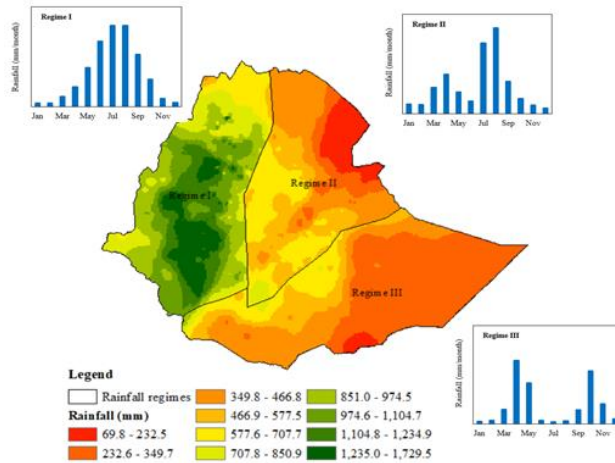 Regime I
Rainfall (mm/month)
Jan Mar May Jul Sep Nov
Regime II
Rainfall (mm/month)
Jan Mar May Jul Sep Nov
Regime I
Regime II
Regime III
Regime III
Rainfall (mm/month)
Jan Mar May Jul Sep Nov
Legend
Rainfall regimes
Rainfall (mm)
69.8 - 232.5
232.6 - 349.7
349.8 - 466.8
466.9 - 577.5
577.6 - 707.7
707.8 - 850.9
851.0 - 974.5
974.6 - 1,104.7
1,104.8 - 1,234.9
1,235.0 - 1,729.5